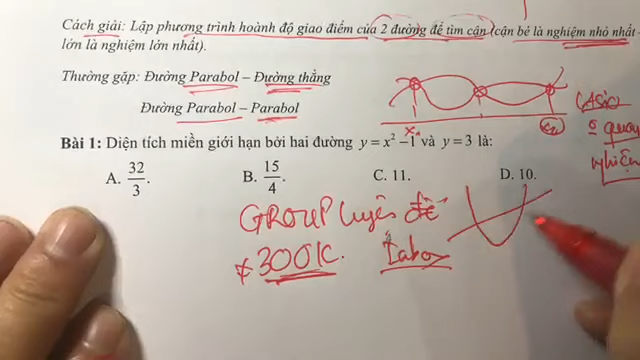 Cách giải: Lập phương trình hoành độ giao điểm của 2 đường để tìm cận (cận bé là nghiệm nhỏ nhất
lớn là nghiệm lớn nhất).
Thường gặp: Đường Parabol – Đường thẳng
Đường Parabol – Parabol
CASIO
quay
nghiệm
Bài 1: Diện tích miền giới hạn bởi hai đường y = x² – 1 và y = 3 là:
A. 32/3. B. 15/4. C. 11. D. 10.
GROUP luyện đề
300K.